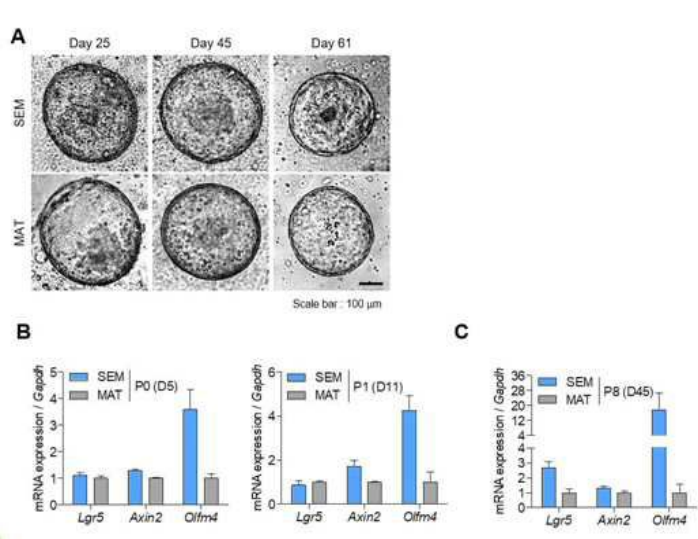 A
Day 25 Day 45 Day 61
SEM
MAT
Scale bar : 100 µm
B
C
mRNA expression / Gapdh
5
4
3
2
1
0
SEM
MAT
P0 (D5)
Lgr5 Axin2 Olfm4
mRNA expression / Gapdh
6
4
2
0
SEM
MAT
P1 (D11)
Lgr5 Axin2 Olfm4
mRNA expression / Gapdh
36
28
20
12
4
4
3
2
1
0
SEM
MAT
P8 (D45)
Lgr5 Axin2 Olfm4